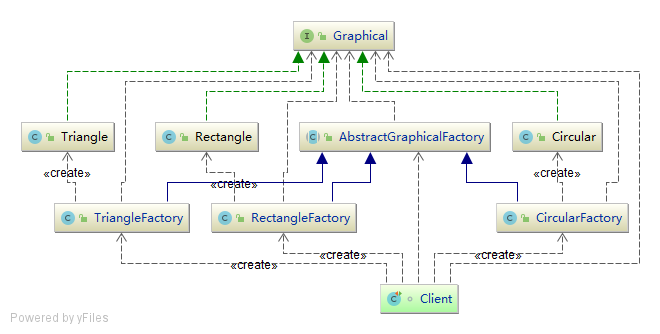 Graphical
Triangle
Rectangle
AbstractGraphicalFactory
Circular
«create»
«create»
«create»
TriangleFactory
RectangleFactory
CircularFactory
«create»
«create»
«create»
Client
Powered by yFiles